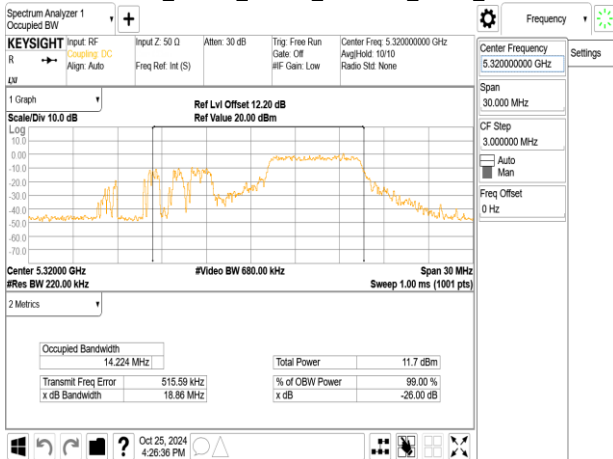 Spectrum Analyzer 1
Occupied BW
Frequency
KEYSIGHT
R
LXI
Input: RF
Coupling: DC
Align: Auto
Input Z: 50 Ω
Freq Ref: Int (S)
Atten: 30 dB
Trig: Free Run
Gate: Off
#IF Gain: Low
Center Freq: 5.320000000 GHz
Avg|Hold: 10/10
Radio Std: None
Center Frequency
5.320000000 GHz
Settings
Span
30.000 MHz
CF Step
3.000000 MHz
Auto
Man
Freq Offset
0 Hz
1 Graph
Scale/Div 10.0 dB
Ref Lvl Offset 12.20 dB
Ref Value 20.00 dBm
Log
10.0
0.00
-10.0
-20.0
-30.0
-40.0
-50.0
-60.0
-70.0
Center 5.32000 GHz
#Res BW 220.00 kHz
#Video BW 680.00 kHz
Span 30 MHz
Sweep 1.00 ms (1001 pts)
2 Metrics
Occupied Bandwidth
14.224 MHz
Total Power 11.7 dBm
Transmit Freq Error 515.59 kHz
% of OBW Power 99.00 %
x dB Bandwidth 18.86 MHz
x dB -26.00 dB
?
Oct 25, 2024
4:26:36 PM